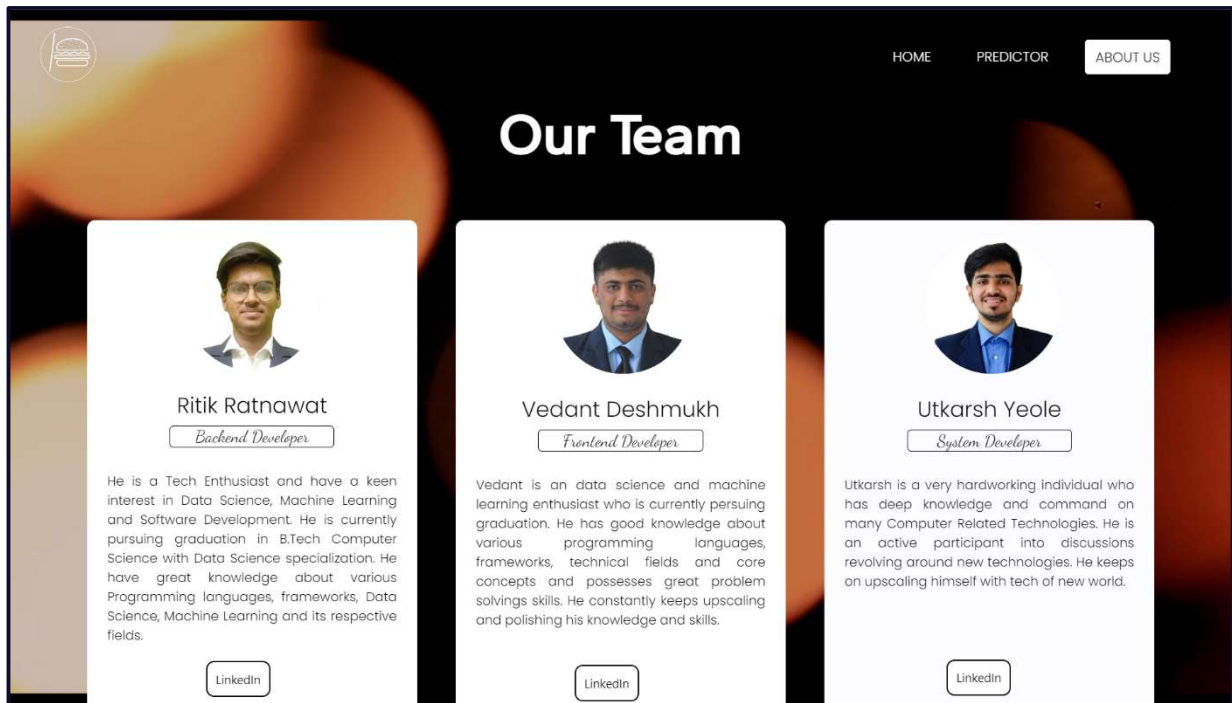 HOME PREDICTOR ABOUT US
Our Team
Ritik Ratnawat
Backend Developer
He is a Tech Enthusiast and have a keen
interest in Data Science, Machine Learning
and Software Development. He is currently
pursuing graduation in B.Tech Computer
Science with Data Science specialization. He
have great knowledge about various
Programming languages, frameworks, Data
Science, Machine Learning and its respective
fields.
LinkedIn
Vedant Deshmukh
Frontend Developer
Vedant is an data science and machine
learning enthusiast who is currently persuing
graduation. He has good knowledge about
various programming languages,
frameworks, technical fields and core
concepts and possesses great problem
solvings skills. He constantly keeps upscaling
and polishing his knowledge and skills.
LinkedIn
Utkarsh Yeole
System Developer
Utkarsh is a very hardworking individual who
has deep knowledge and command on
many Computer Related Technologies. He is
an active participant into discussions
revolving around new technologies. He keeps
on upscaling himself with tech of new world.
LinkedIn